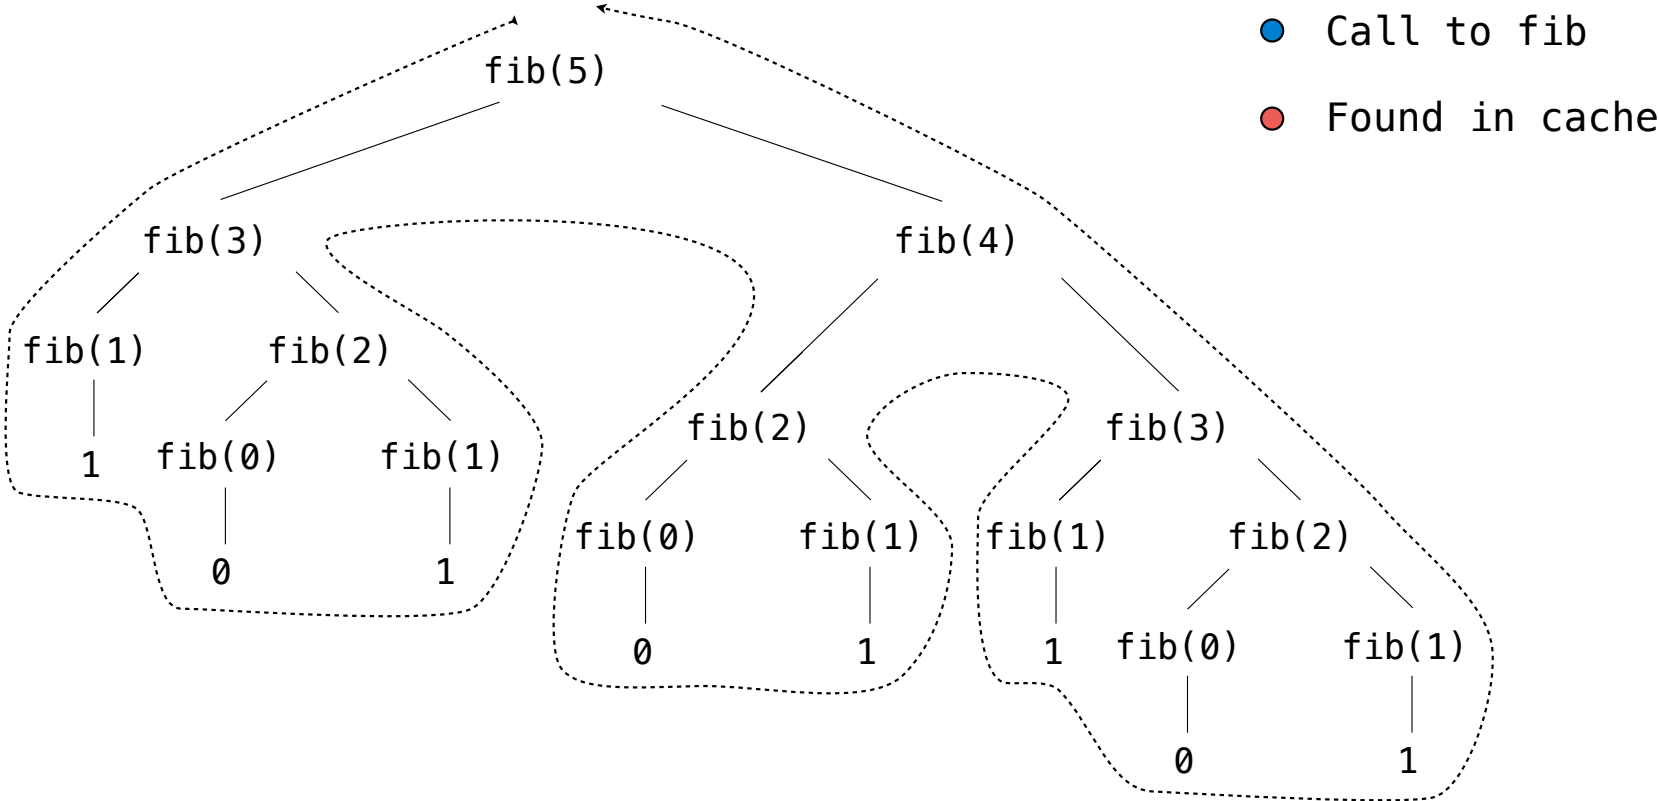 Call to fib
fib(5)
Found in cache
fib(3) fib(4)
fib(1) fib(2)
fib(2) fib(3)
1 fib(0) fib(1)
fib(0) fib(1) fib(1) fib(2)
0 1
0 1 1 fib(0) fib(1)
0 1